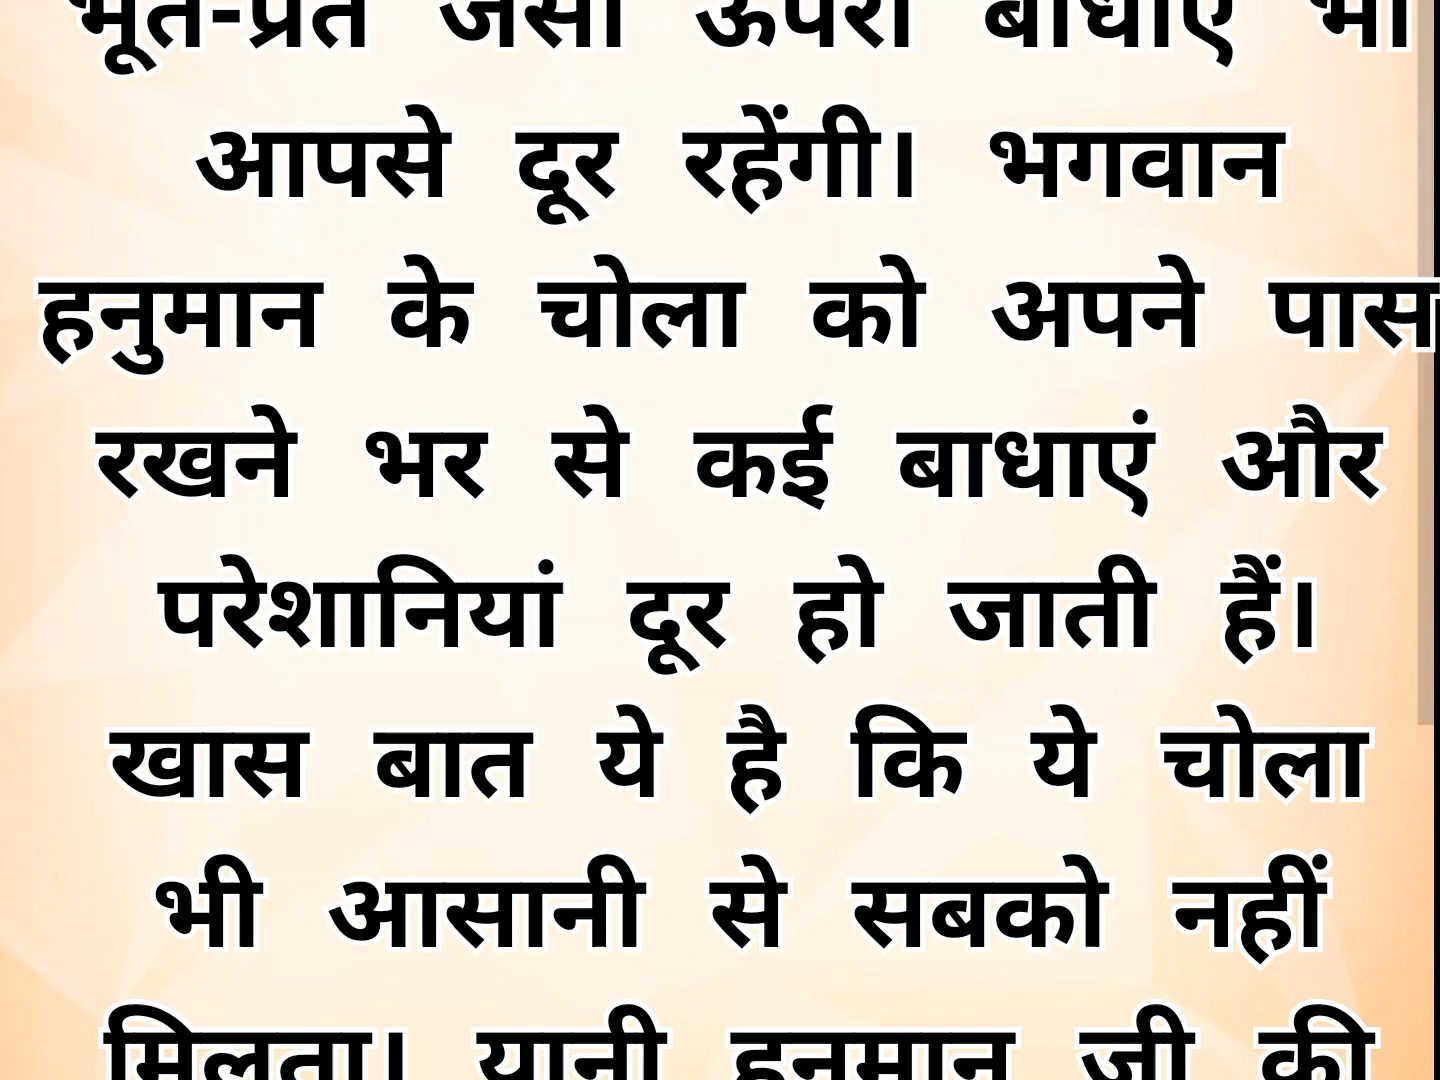 भूत-प्रेत जैसी ऊपरी बाधाएं भी
आपसे दूर रहेंगी। भगवान
हनुमान के चोला को अपने पास
रखने भर से कई बाधाएं और
परेशानियां दूर हो जाती हैं।
खास बात ये है कि ये चोला
भी आसानी से सबको नहीं
मिलता। यानी हनुमान जी की